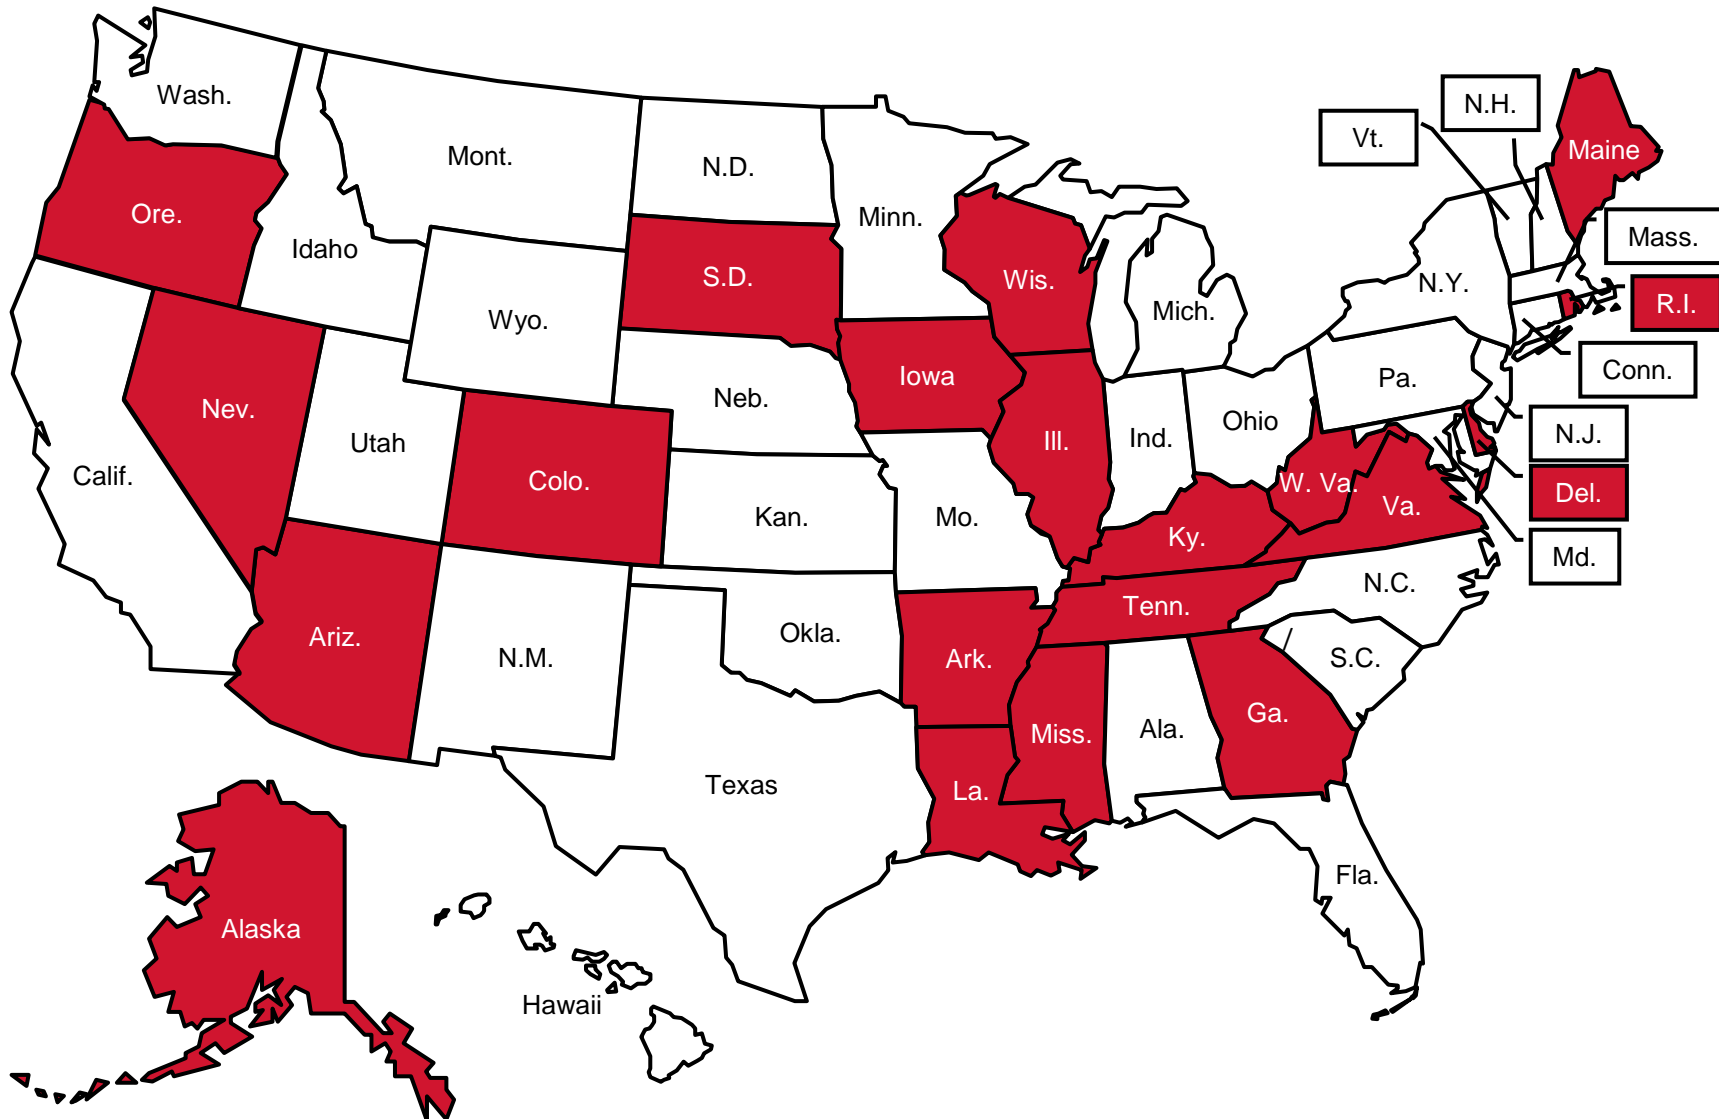 Wash.
Mont.
N.D.
Minn.
Vt.
N.H.
Maine
Ore.
Idaho
S.D.
Wis.
Mich.
N.Y.
Mass.
R.I.
Wyo.
Iowa
Neb.
Nev.
Utah
Colo.
Ill.
Ind.
Ohio
Pa.
Conn.
N.J.
Del.
Md.
Calif.
Kan.
Mo.
Ky.
W. Va.
Va.
Ariz.
N.M.
Okla.
Ark.
Tenn.
N.C.
S.C.
Texas
La.
Miss.
Ala.
Ga.
Fla.
Alaska
Hawaii